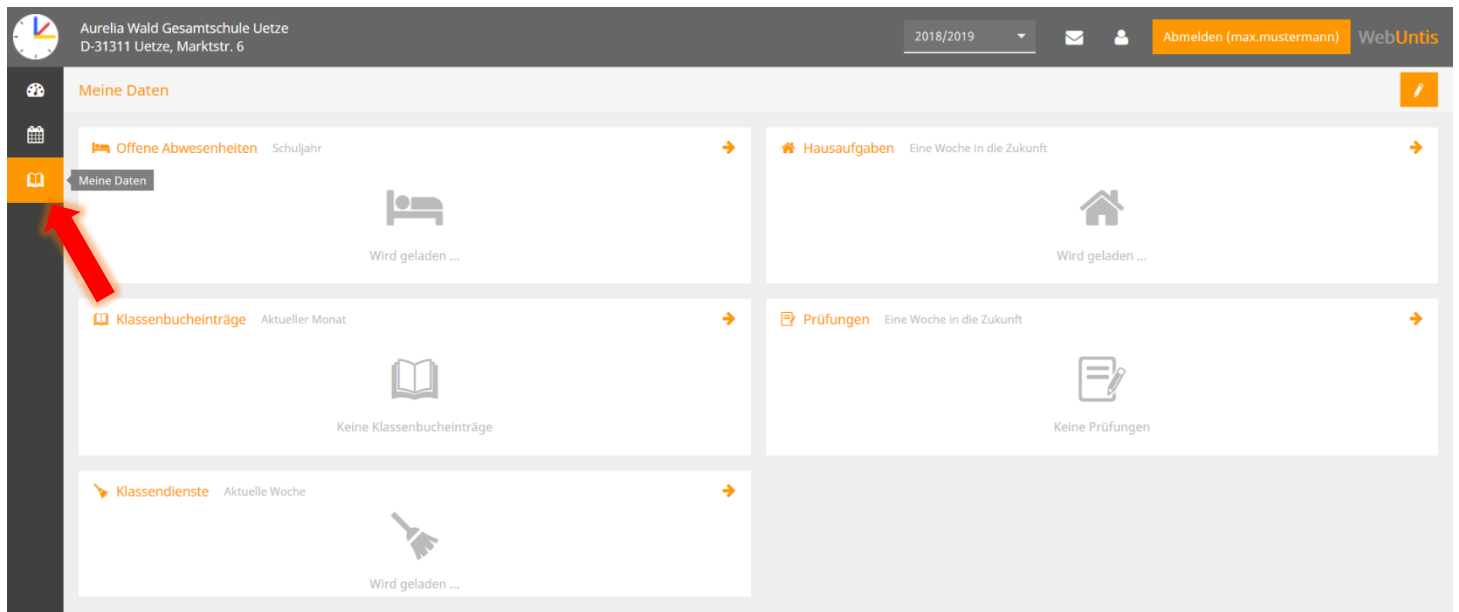 Aurelia Wald Gesamtschule Uetze
D-31311 Uetze, Marktstr. 6
2018/2019
Abmelden (max.mustermann)
WebUntis
Meine Daten
Offene Abwesenheiten Schuljahr
Hausaufgaben Eine Woche in die Zukunft
Meine Daten
Wird geladen ...
Wird geladen ...
Klassenbucheinträge Aktueller Monat
Prüfungen Eine Woche in die Zukunft
Keine Klassenbucheinträge
Keine Prüfungen
Klassendienste Aktuelle Woche
Wird geladen ...